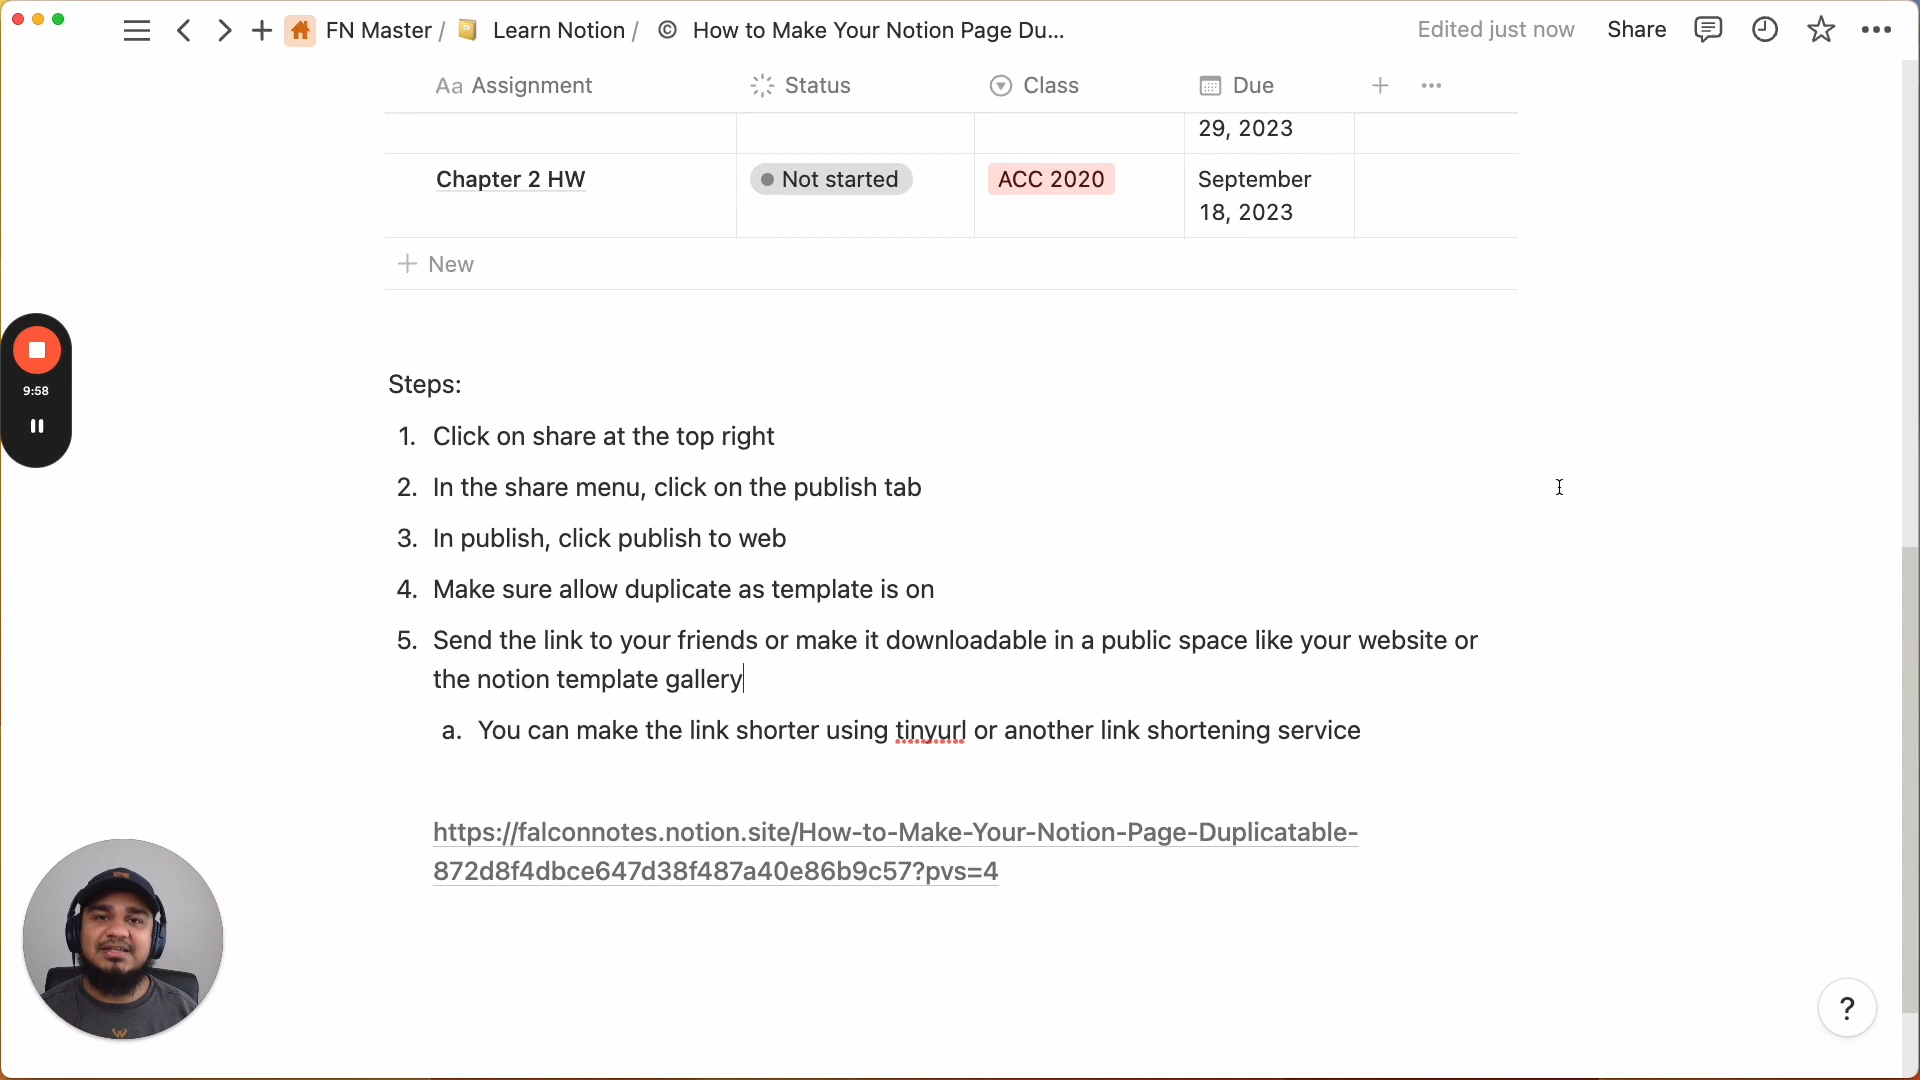 FN Master / Learn Notion / © How to Make Your Notion Page Du... Edited just now Share
Aa Assignment Status Class Due
29, 2023
Chapter 2 HW Not started ACC 2020 September
18, 2023
+ New
9:58
Steps:
1. Click on share at the top right
2. In the share menu, click on the publish tab
3. In publish, click publish to web
4. Make sure allow duplicate as template is on
5. Send the link to your friends or make it downloadable in a public space like your website or
the notion template gallery
a. You can make the link shorter using tinyurl or another link shortening service
https://falconnotes.notion.site/How-to-Make-Your-Notion-Page-Duplicatable-
872d8f4dbce647d38f487a40e86b9c57?pvs=4
?